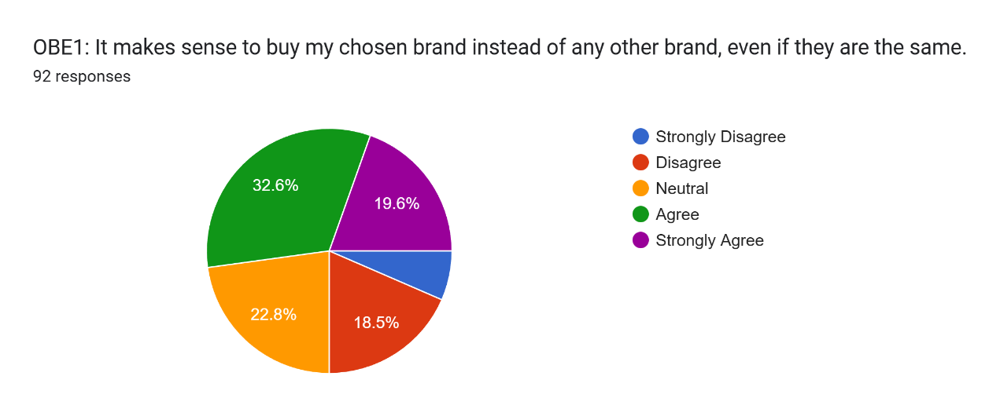 OBE1: It makes sense to buy my chosen brand instead of any other brand, even if they are the same.
92 responses
32.6%
19.6%
22.8%
18.5%
Strongly Disagree
Disagree
Neutral
Agree
Strongly Agree